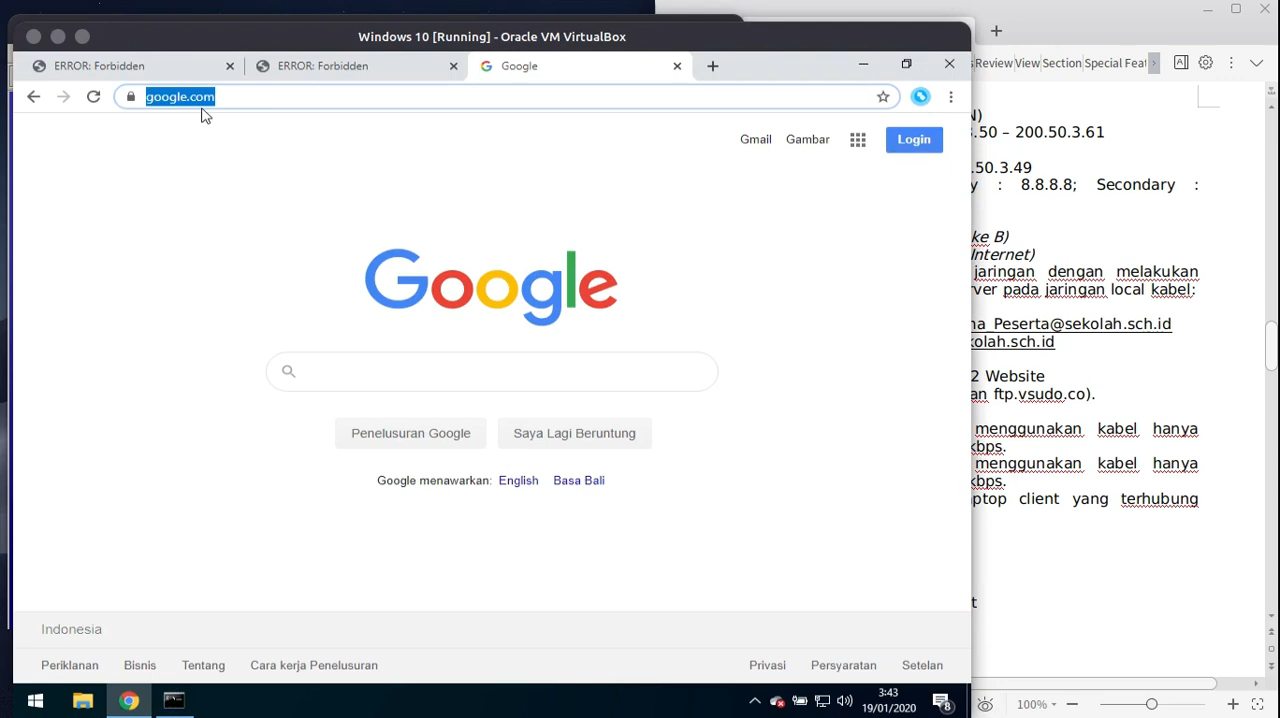 Windows 10 [Running] - Oracle VM VirtualBox
ERROR: Forbidden
ERROR: Forbidden
Google
google.com
Gmail Gambar Login
Google
Penelusuran Google Saya Lagi Beruntung
Google menawarkan: English Basa Bali
Indonesia
Periklanan Bisnis Tentang Cara kerja Penelusuran Privasi Persyaratan Setelan
3:43
19/01/2020
8
Review View Section Special Feat
N)
.50 – 200.50.3.61
.50.3.49
y : 8.8.8.8; Secondary :
ke B)
Internet)
jaringan dengan melakukan
ver pada jaringan local kabel:
na_Peserta@sekolah.sch.id
kolah.sch.id
2 Website
an ftp.vsudo.co).
menggunakan kabel hanya
kbps.
menggunakan kabel hanya
kbps.
aptop client yang terhubung
t
100%